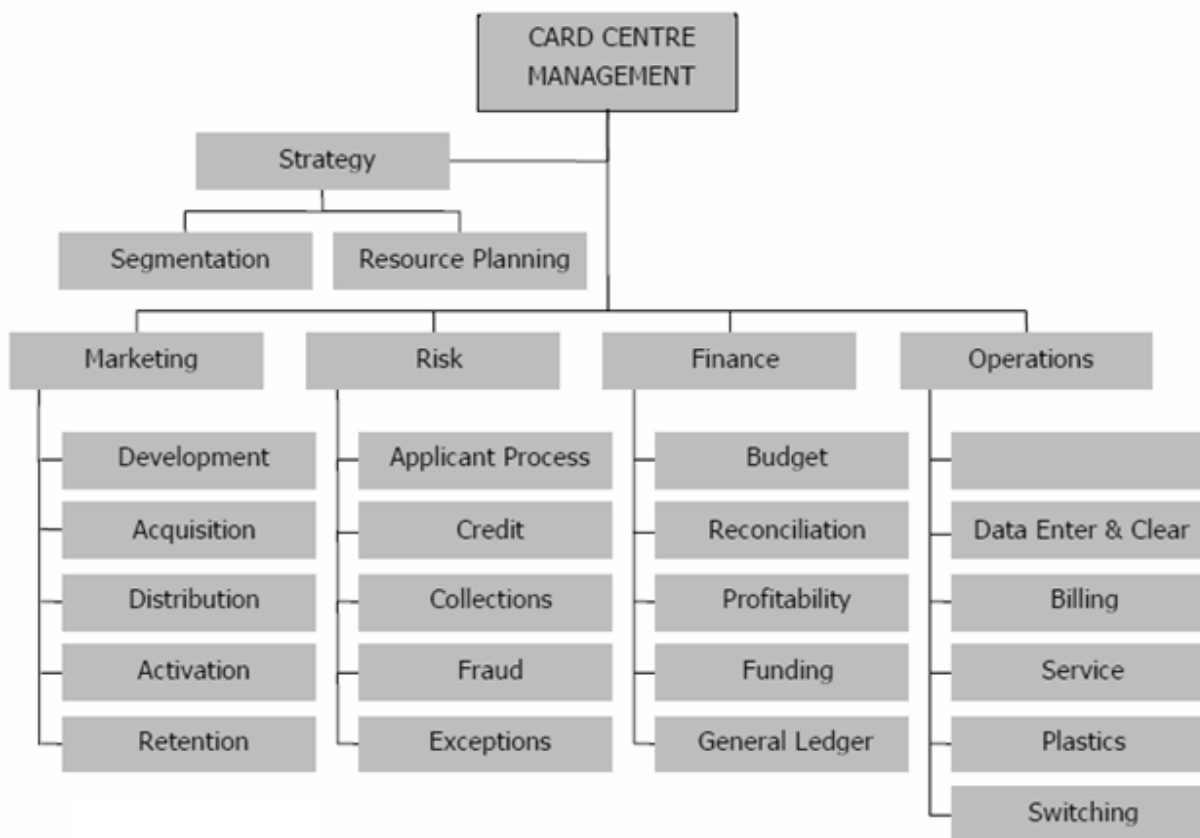 CARD CENTRE
MANAGEMENT
Strategy
Segmentation
Resource Planning
Marketing
Risk
Finance
Operations
Development
Acquisition
Distribution
Activation
Retention
Applicant Process
Credit
Collections
Fraud
Exceptions
Budget
Reconciliation
Profitability
Funding
General Ledger
Data Enter & Clear
Billing
Service
Plastics
Switching